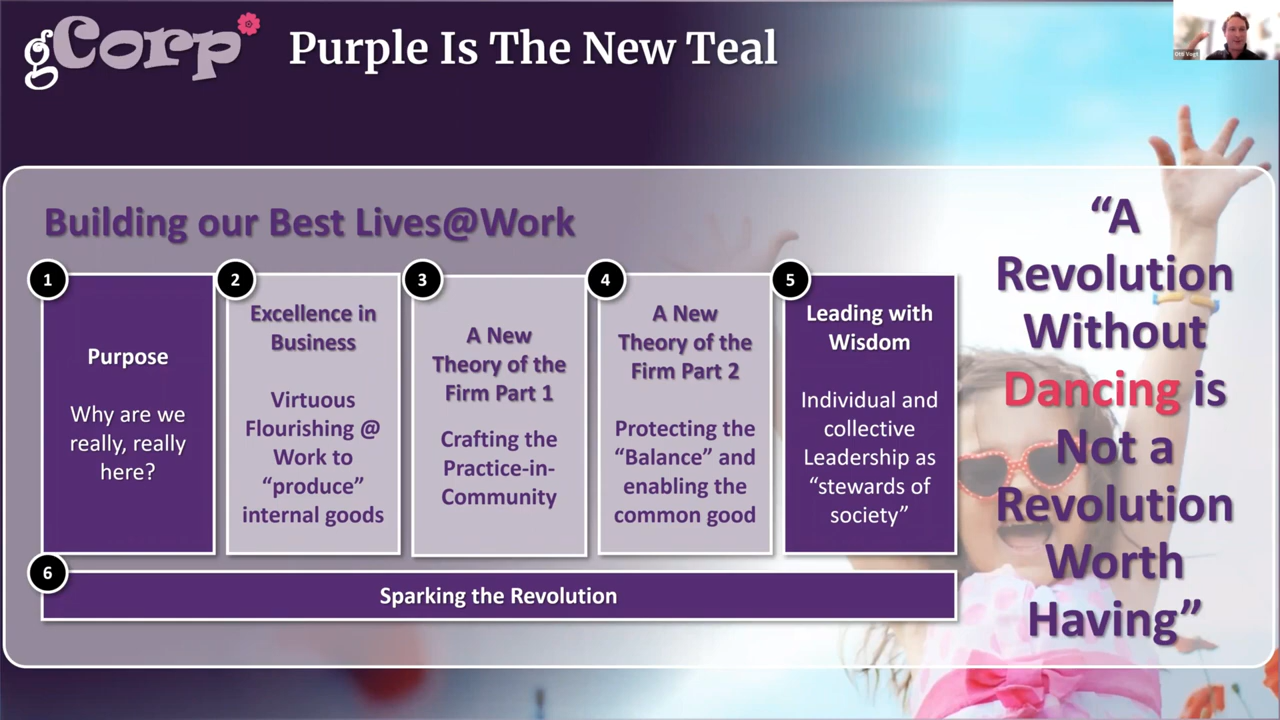 gCorp
Purple Is The New Teal
Otti Vogt
Building our Best Lives@Work
1
Purpose
Why are we
really, really
here?
2
Excellence in
Business
Virtuous
Flourishing @
Work to
“produce”
internal goods
3
A New
Theory of the
Firm Part 1
Crafting the
Practice-in-
Community
4
A New
Theory of the
Firm Part 2
Protecting the
“Balance” and
enabling the
common good
5
Leading with
Wisdom
Individual and
collective
Leadership as
“stewards of
society”
6
Sparking the Revolution
“A
Revolution
Without
Dancing is
Not a
Revolution
Worth
Having”